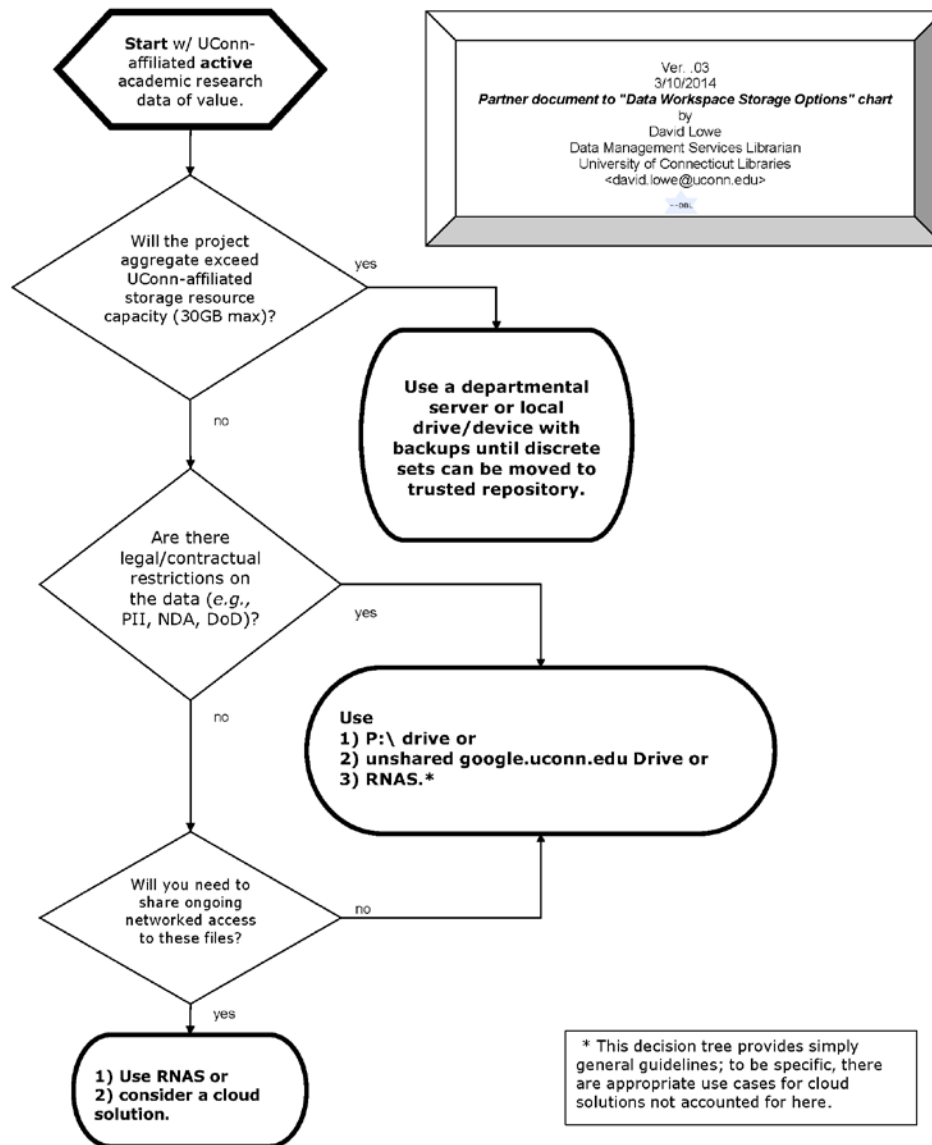 Start w/ UConn-
affiliated active
academic research
data of value.
Ver. .03
3/10/2014
Partner document to "Data Workspace Storage Options" chart
by
David Lowe
Data Management Services Librarian
University of Connecticut Libraries
<david.lowe@uconn.edu>
--DBL
Will the project
aggregate exceed
UConn-affiliated
storage resource
capacity (30GB max)?
yes
Use a departmental
server or local
drive/device with
backups until discrete
sets can be moved to
trusted repository.
no
Are there
legal/contractual
restrictions on
the data (e.g.,
PII, NDA, DoD)?
yes
Use
1) P:\ drive or
2) unshared google.uconn.edu Drive or
3) RNAS.*
no
Will you need to
share ongoing
networked access
to these files?
no
yes
1) Use RNAS or
2) consider a cloud
solution.
* This decision tree provides simply
general guidelines; to be specific, there
are appropriate use cases for cloud
solutions not accounted for here.